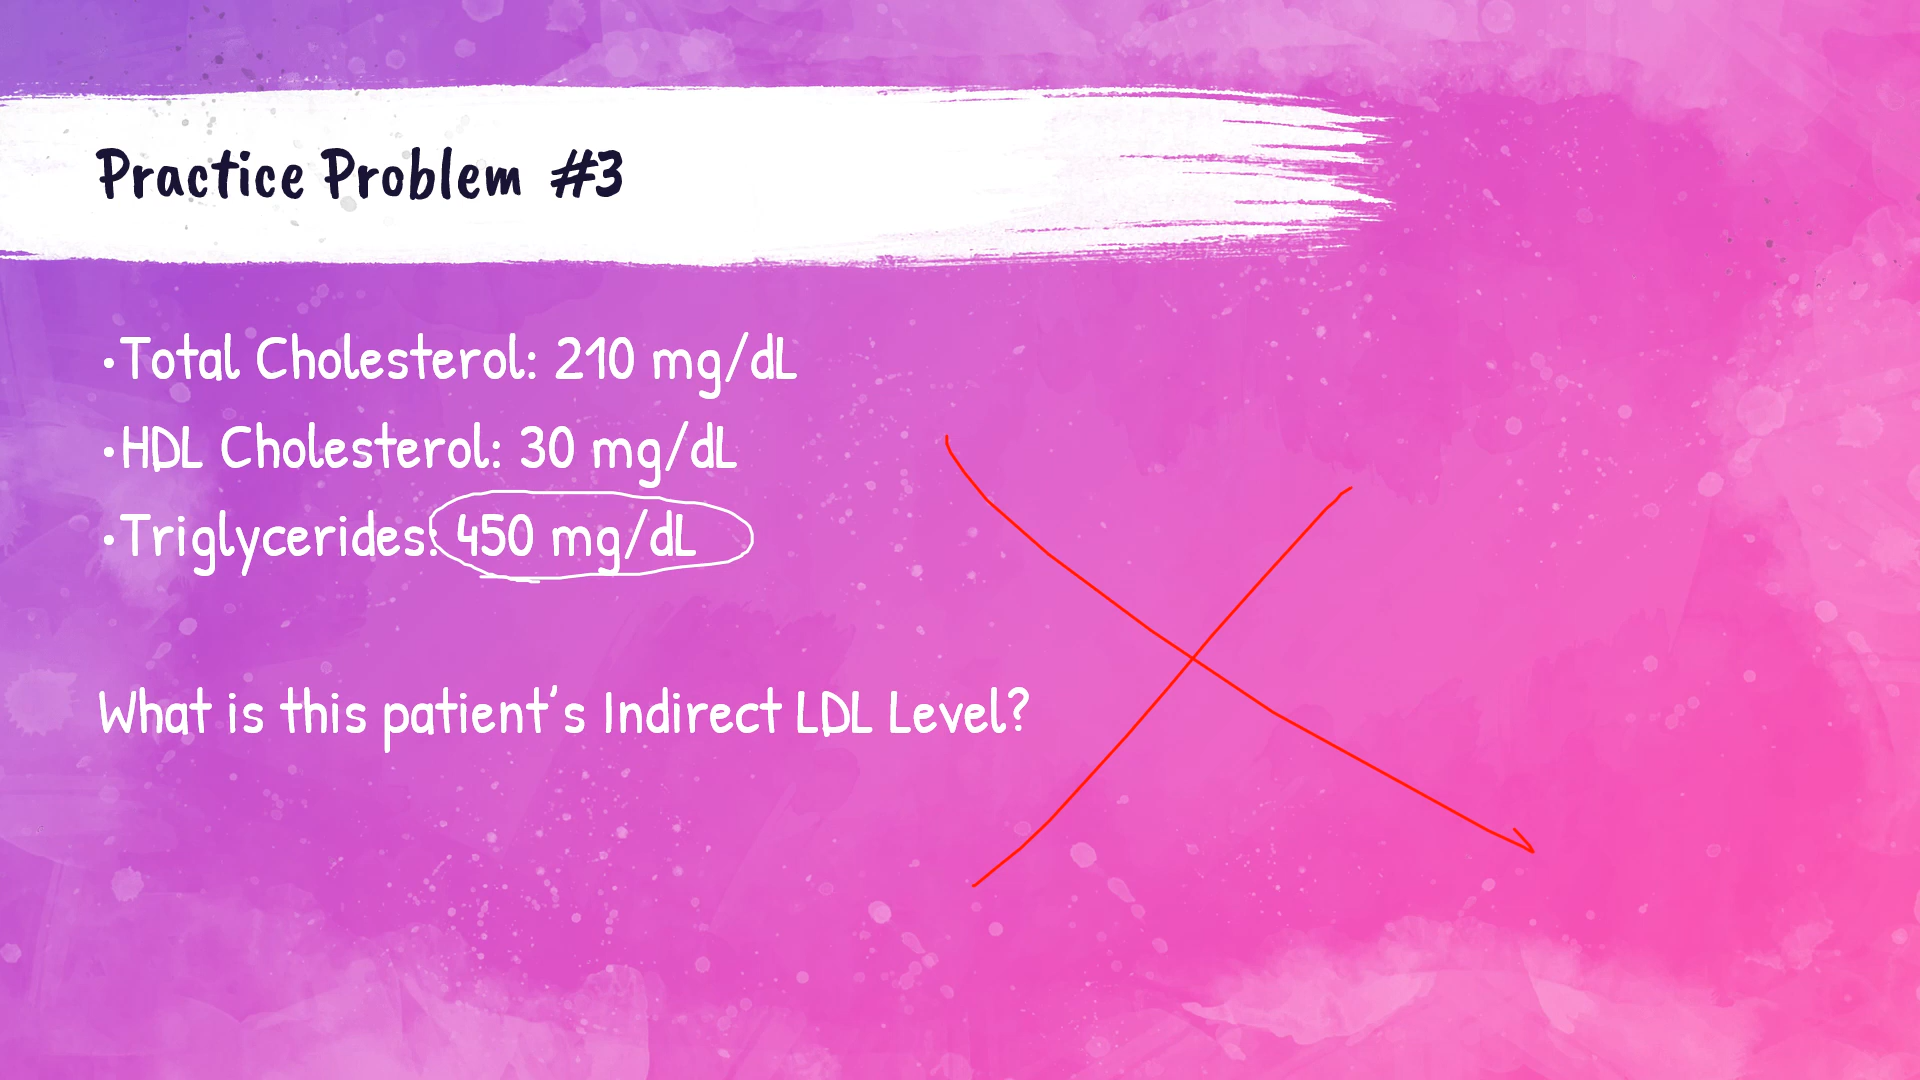 Practice Problem #3
•Total Cholesterol: 210 mg/dL
•HDL Cholesterol: 30 mg/dL
•Triglycerides: 450 mg/dL
What is this patient's Indirect LDL Level?